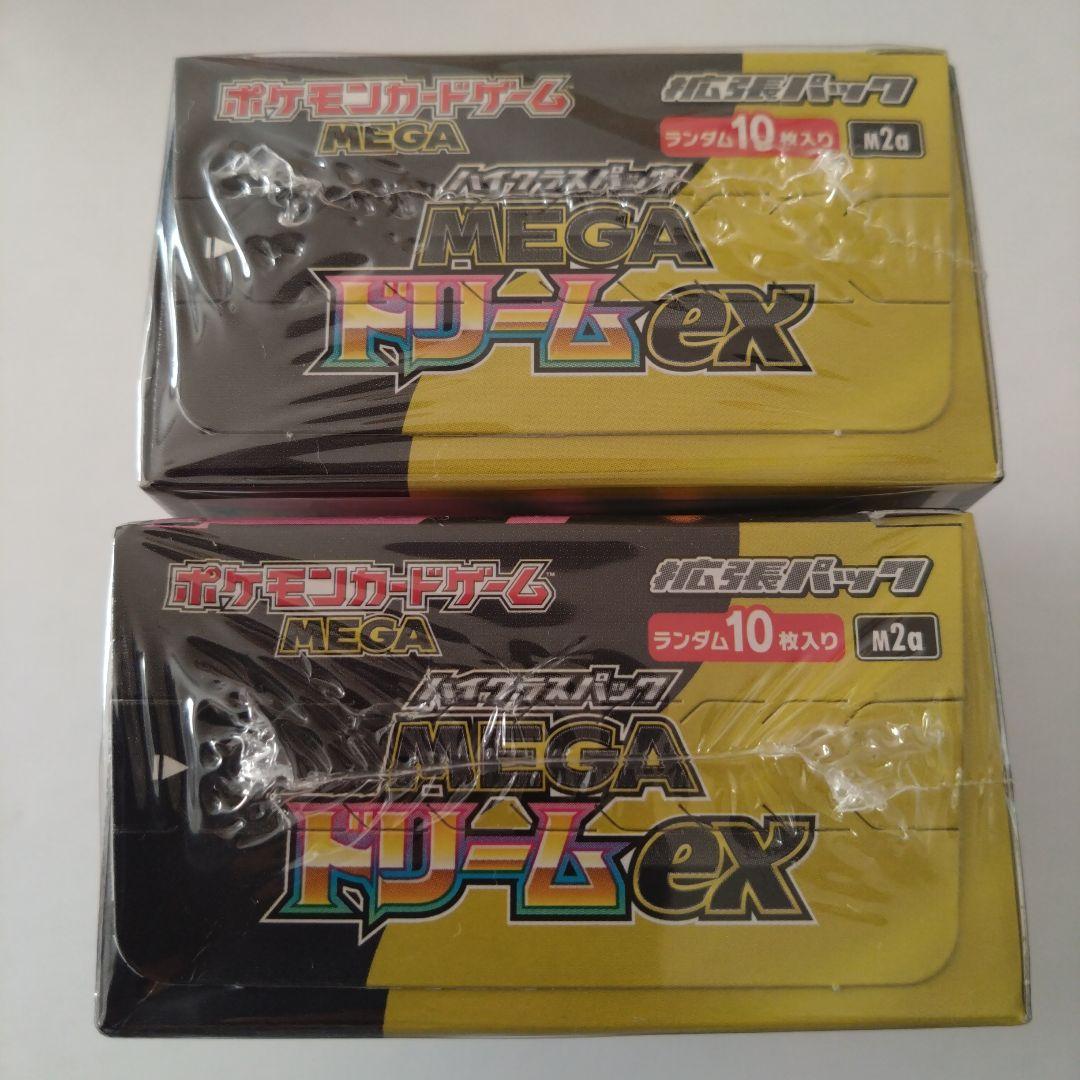 ポケモンカードゲーム™
MEGA
拡張パック
ランダム10枚入り M2a
ハイクラスパック
MEGA
ドリームex
ポケモンカードゲーム™
MEGA
拡張パック
ランダム10枚入り M2a
ハイクラスパック
MEGA
ドリームex